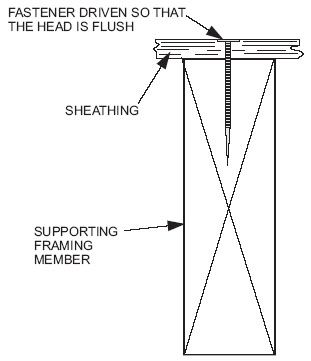 FASTENER DRIVEN SO THAT
THE HEAD IS FLUSH
SHEATHING
SUPPORTING
FRAMING
MEMBER